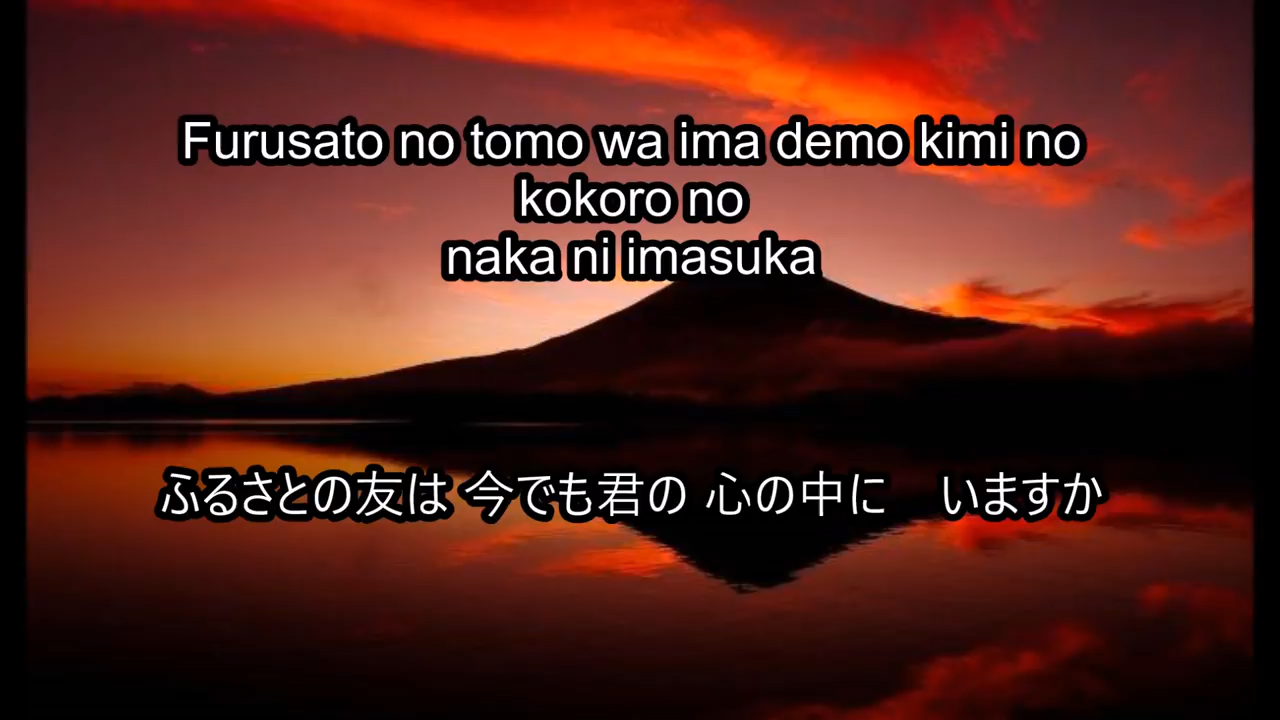 Furusato no tomo wa ima demo kimi no
kokoro no
naka ni imasuka
ふるさとの友は 今でも君の 心の中に　いますか